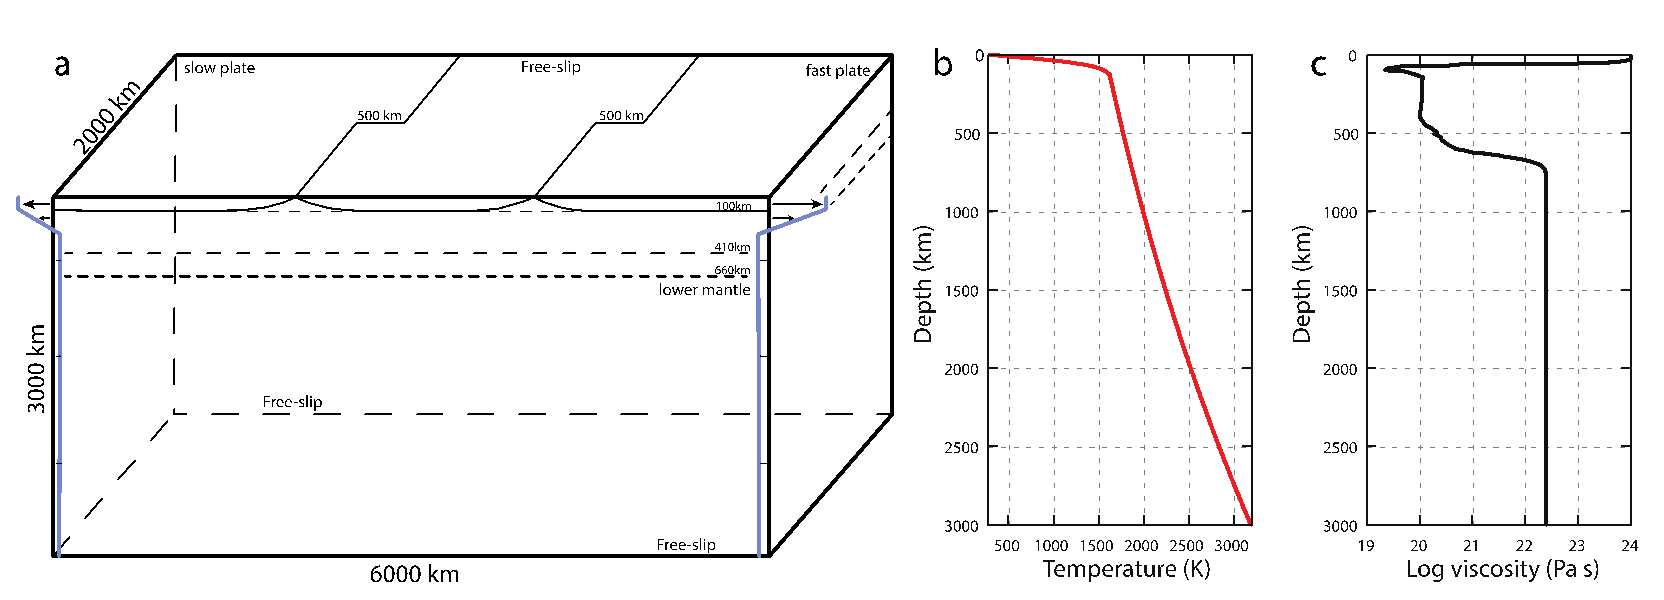 a
slow plate
Free-slip
fast plate
2000 km
500 km
500 km
100km
410km
660km
lower mantle
3000 km
Free-slip
Free-slip
6000 km
b
0
500
1000
1500
2000
2500
3000
Depth (km)
500 1000 1500 2000 2500 3000
Temperature (K)
c
0
500
1000
1500
2000
2500
3000
Depth (km)
19 20 21 22 23 24
Log viscosity (Pa s)